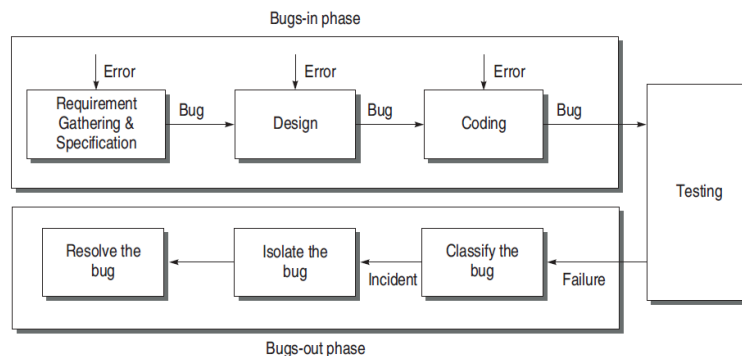 Bugs-in phase
Error
Error
Error
Requirement
Gathering &
Specification
Bug
Design
Bug
Coding
Bug
Testing
Resolve the
bug
Isolate the
bug
Incident
Classify the
bug
Failure
Bugs-out phase